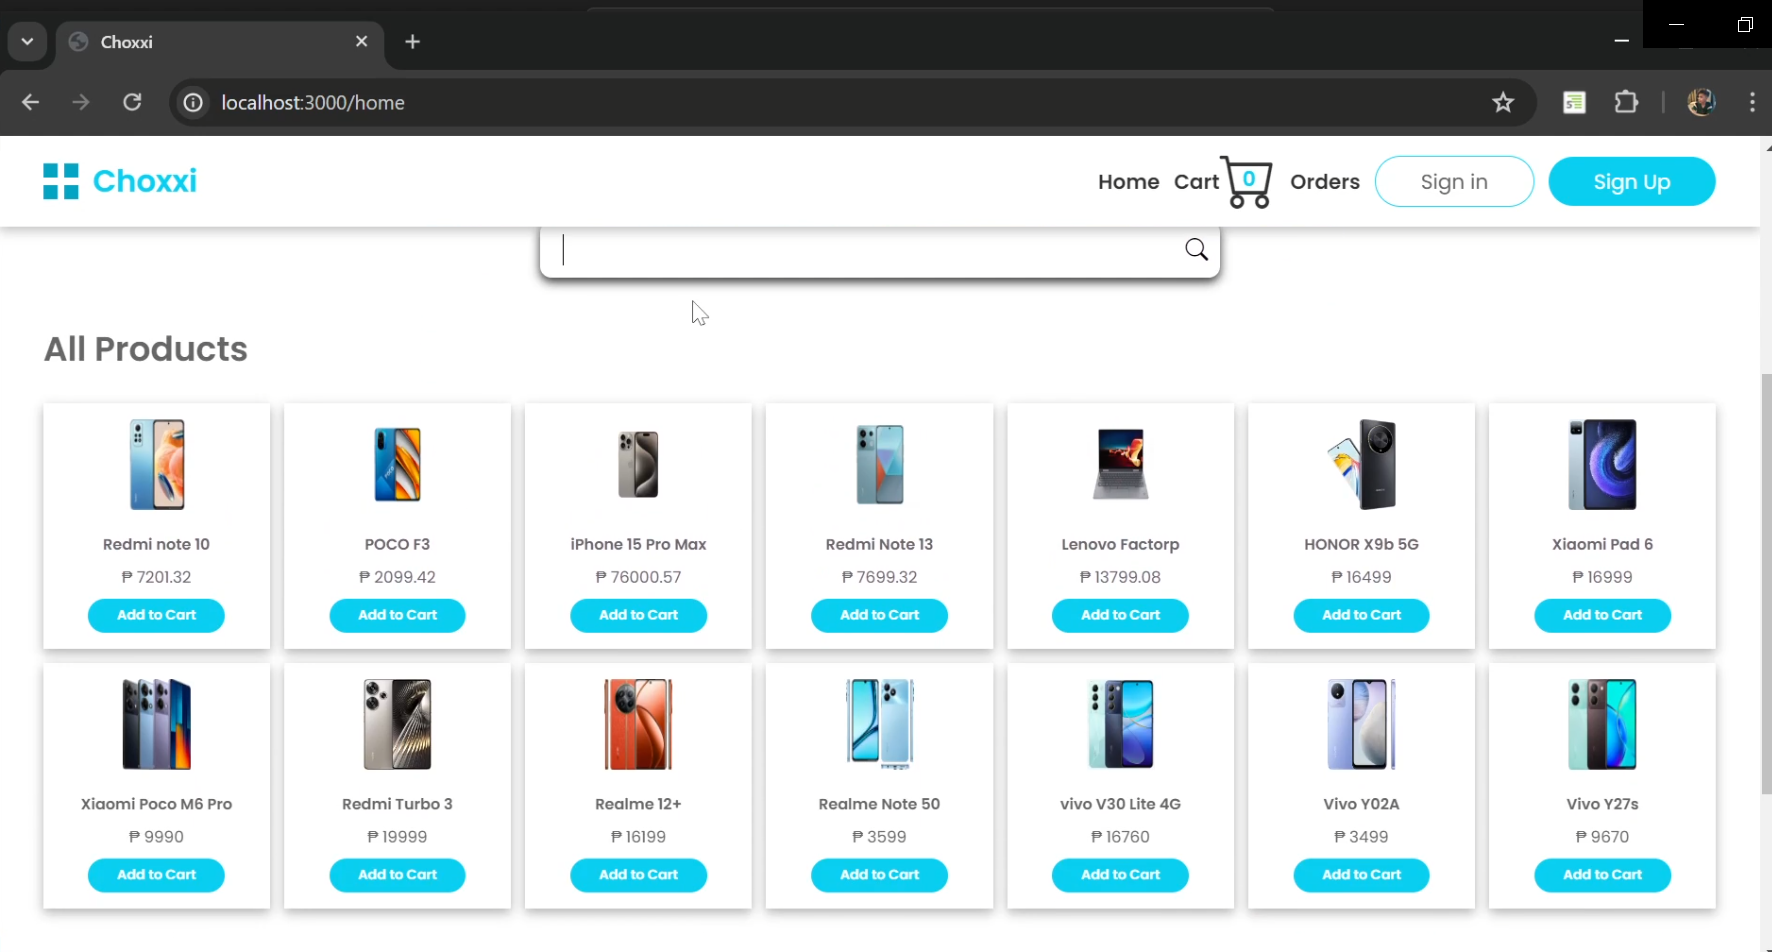 Choxxi
localhost:3000/home
Choxxi
Home Cart 0 Orders Sign in Sign Up
All Products
Redmi note 10 POCO F3 iPhone 15 Pro Max Redmi Note 13 Lenovo Factorp HONOR X9b 5G Xiaomi Pad 6
₱ 7201.32 ₱ 2099.42 ₱ 76000.57 ₱ 7699.32 ₱ 13799.08 ₱ 16499 ₱ 16999
Add to Cart Add to Cart Add to Cart Add to Cart Add to Cart Add to Cart Add to Cart
Xiaomi Poco M6 Pro Redmi Turbo 3 Realme 12+ Realme Note 50 vivo V30 Lite 4G Vivo Y02A Vivo Y27s
₱ 9990 ₱ 19999 ₱ 16199 ₱ 3599 ₱ 16760 ₱ 3499 ₱ 9670
Add to Cart Add to Cart Add to Cart Add to Cart Add to Cart Add to Cart Add to Cart